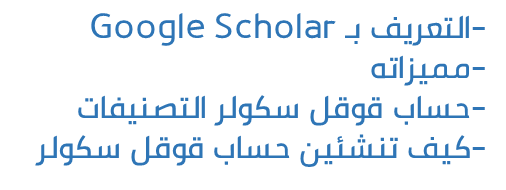 -التعريف بـ Google Scholar
-مميزاته
-حساب قوقل سكولر التصنيفات
-كيف تنشئين حساب قوقل سكولر